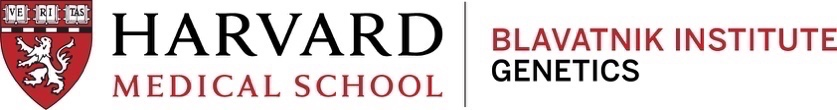 VE RI TAS
HARVARD
MEDICAL SCHOOL
BLAVATNIK INSTITUTE
GENETICS